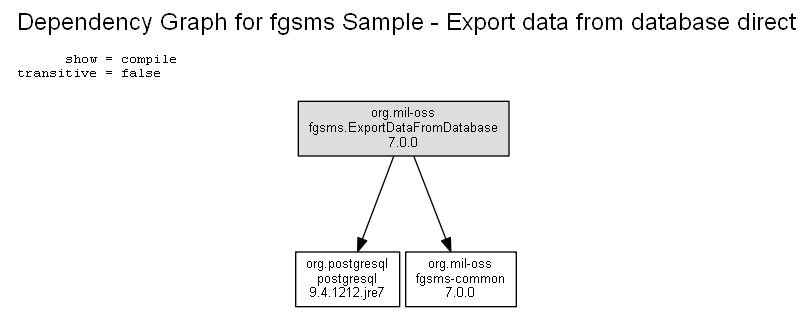 Dependency Graph for fgsms Sample - Export data from database direct
show = compile
transitive = false
org.mil-oss
fgsms.ExportDataFromDatabase
7.0.0
org.postgresql
postgresql
9.4.1212.jre7
org.mil-oss
fgsms-common
7.0.0